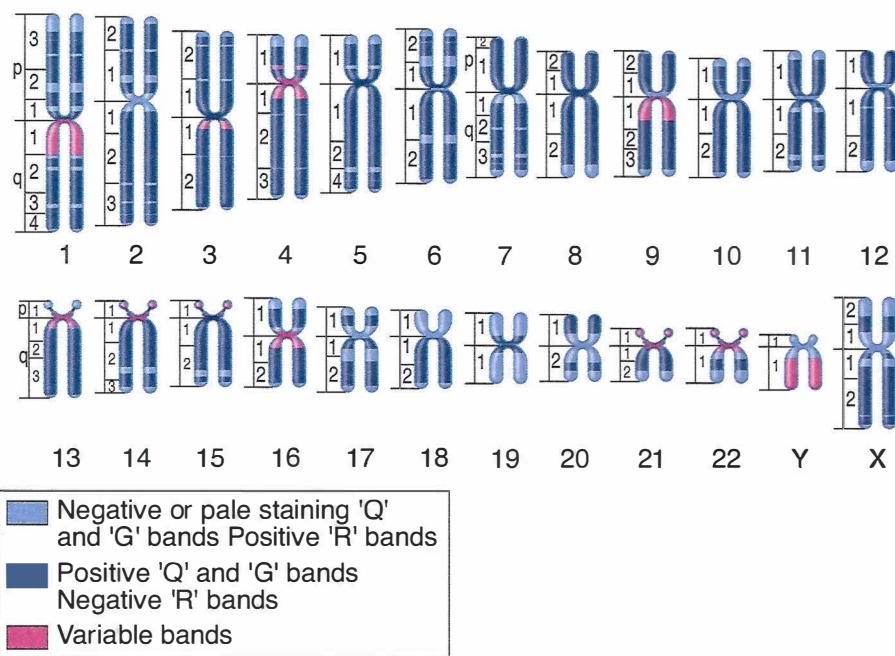 3 2 2 1 1 2 2 2
p 2 1 2 1 1 1 p 1 2 1 2 1 1 1 1
1 1 1 1 1 1 1 1 1 1 1 1
1 2 2 2 2 2
q 2 2 q 3 2 3 2 2 2
3 3 2 3 4
4
1 2 3 4 5 6 7 8 9 10 11 12
p 1 1 1 1 1 1 1 1 1 1 1 2
1 1 1 1 1 1 1 1 1 1 1 1
q 2 2 2 2 2 2 2 2 1
3 3 2
13 14 15 16 17 18 19 20 21 22 Y X
Negative or pale staining 'Q'
and 'G' bands Positive 'R' bands
Positive 'Q' and 'G' bands
Negative 'R' bands
Variable bands